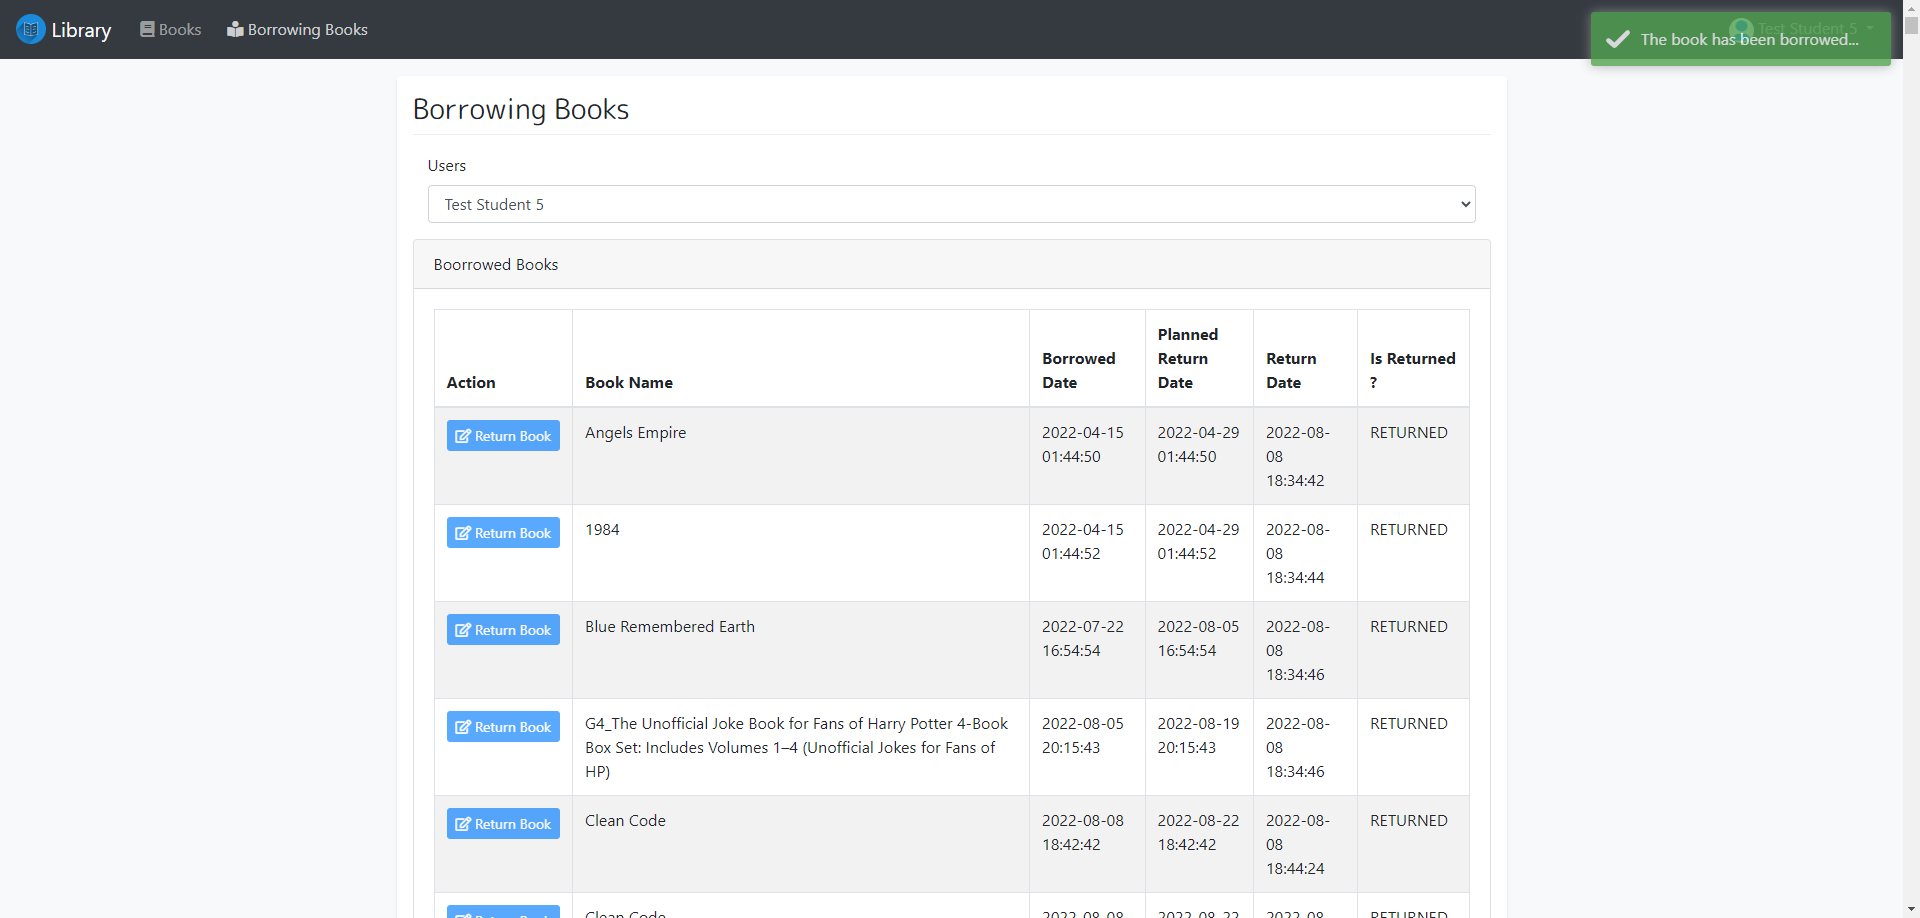 Library
Books
Borrowing Books
Test Student 5
The book has been borrowed...
Borrowing Books
Users
Test Student 5
Boorrowed Books
Action
Book Name
Borrowed
Date
Planned
Return
Date
Return
Date
Is Returned
?
Return Book
Angels Empire
2022-04-15
01:44:50
2022-04-29
01:44:50
2022-08-
08
18:34:42
RETURNED
Return Book
1984
2022-04-15
01:44:52
2022-04-29
01:44:52
2022-08-
08
18:34:44
RETURNED
Return Book
Blue Remembered Earth
2022-07-22
16:54:54
2022-08-05
16:54:54
2022-08-
08
18:34:46
RETURNED
Return Book
G4_The Unofficial Joke Book for Fans of Harry Potter 4-Book
Box Set: Includes Volumes 1–4 (Unofficial Jokes for Fans of
HP)
2022-08-05
20:15:43
2022-08-19
20:15:43
2022-08-
08
18:34:46
RETURNED
Return Book
Clean Code
2022-08-08
18:42:42
2022-08-22
18:42:42
2022-08-
08
18:44:24
RETURNED
Return Book
Clean Code
2022-08-08
2022-08-22
2022-08-
RETURNED